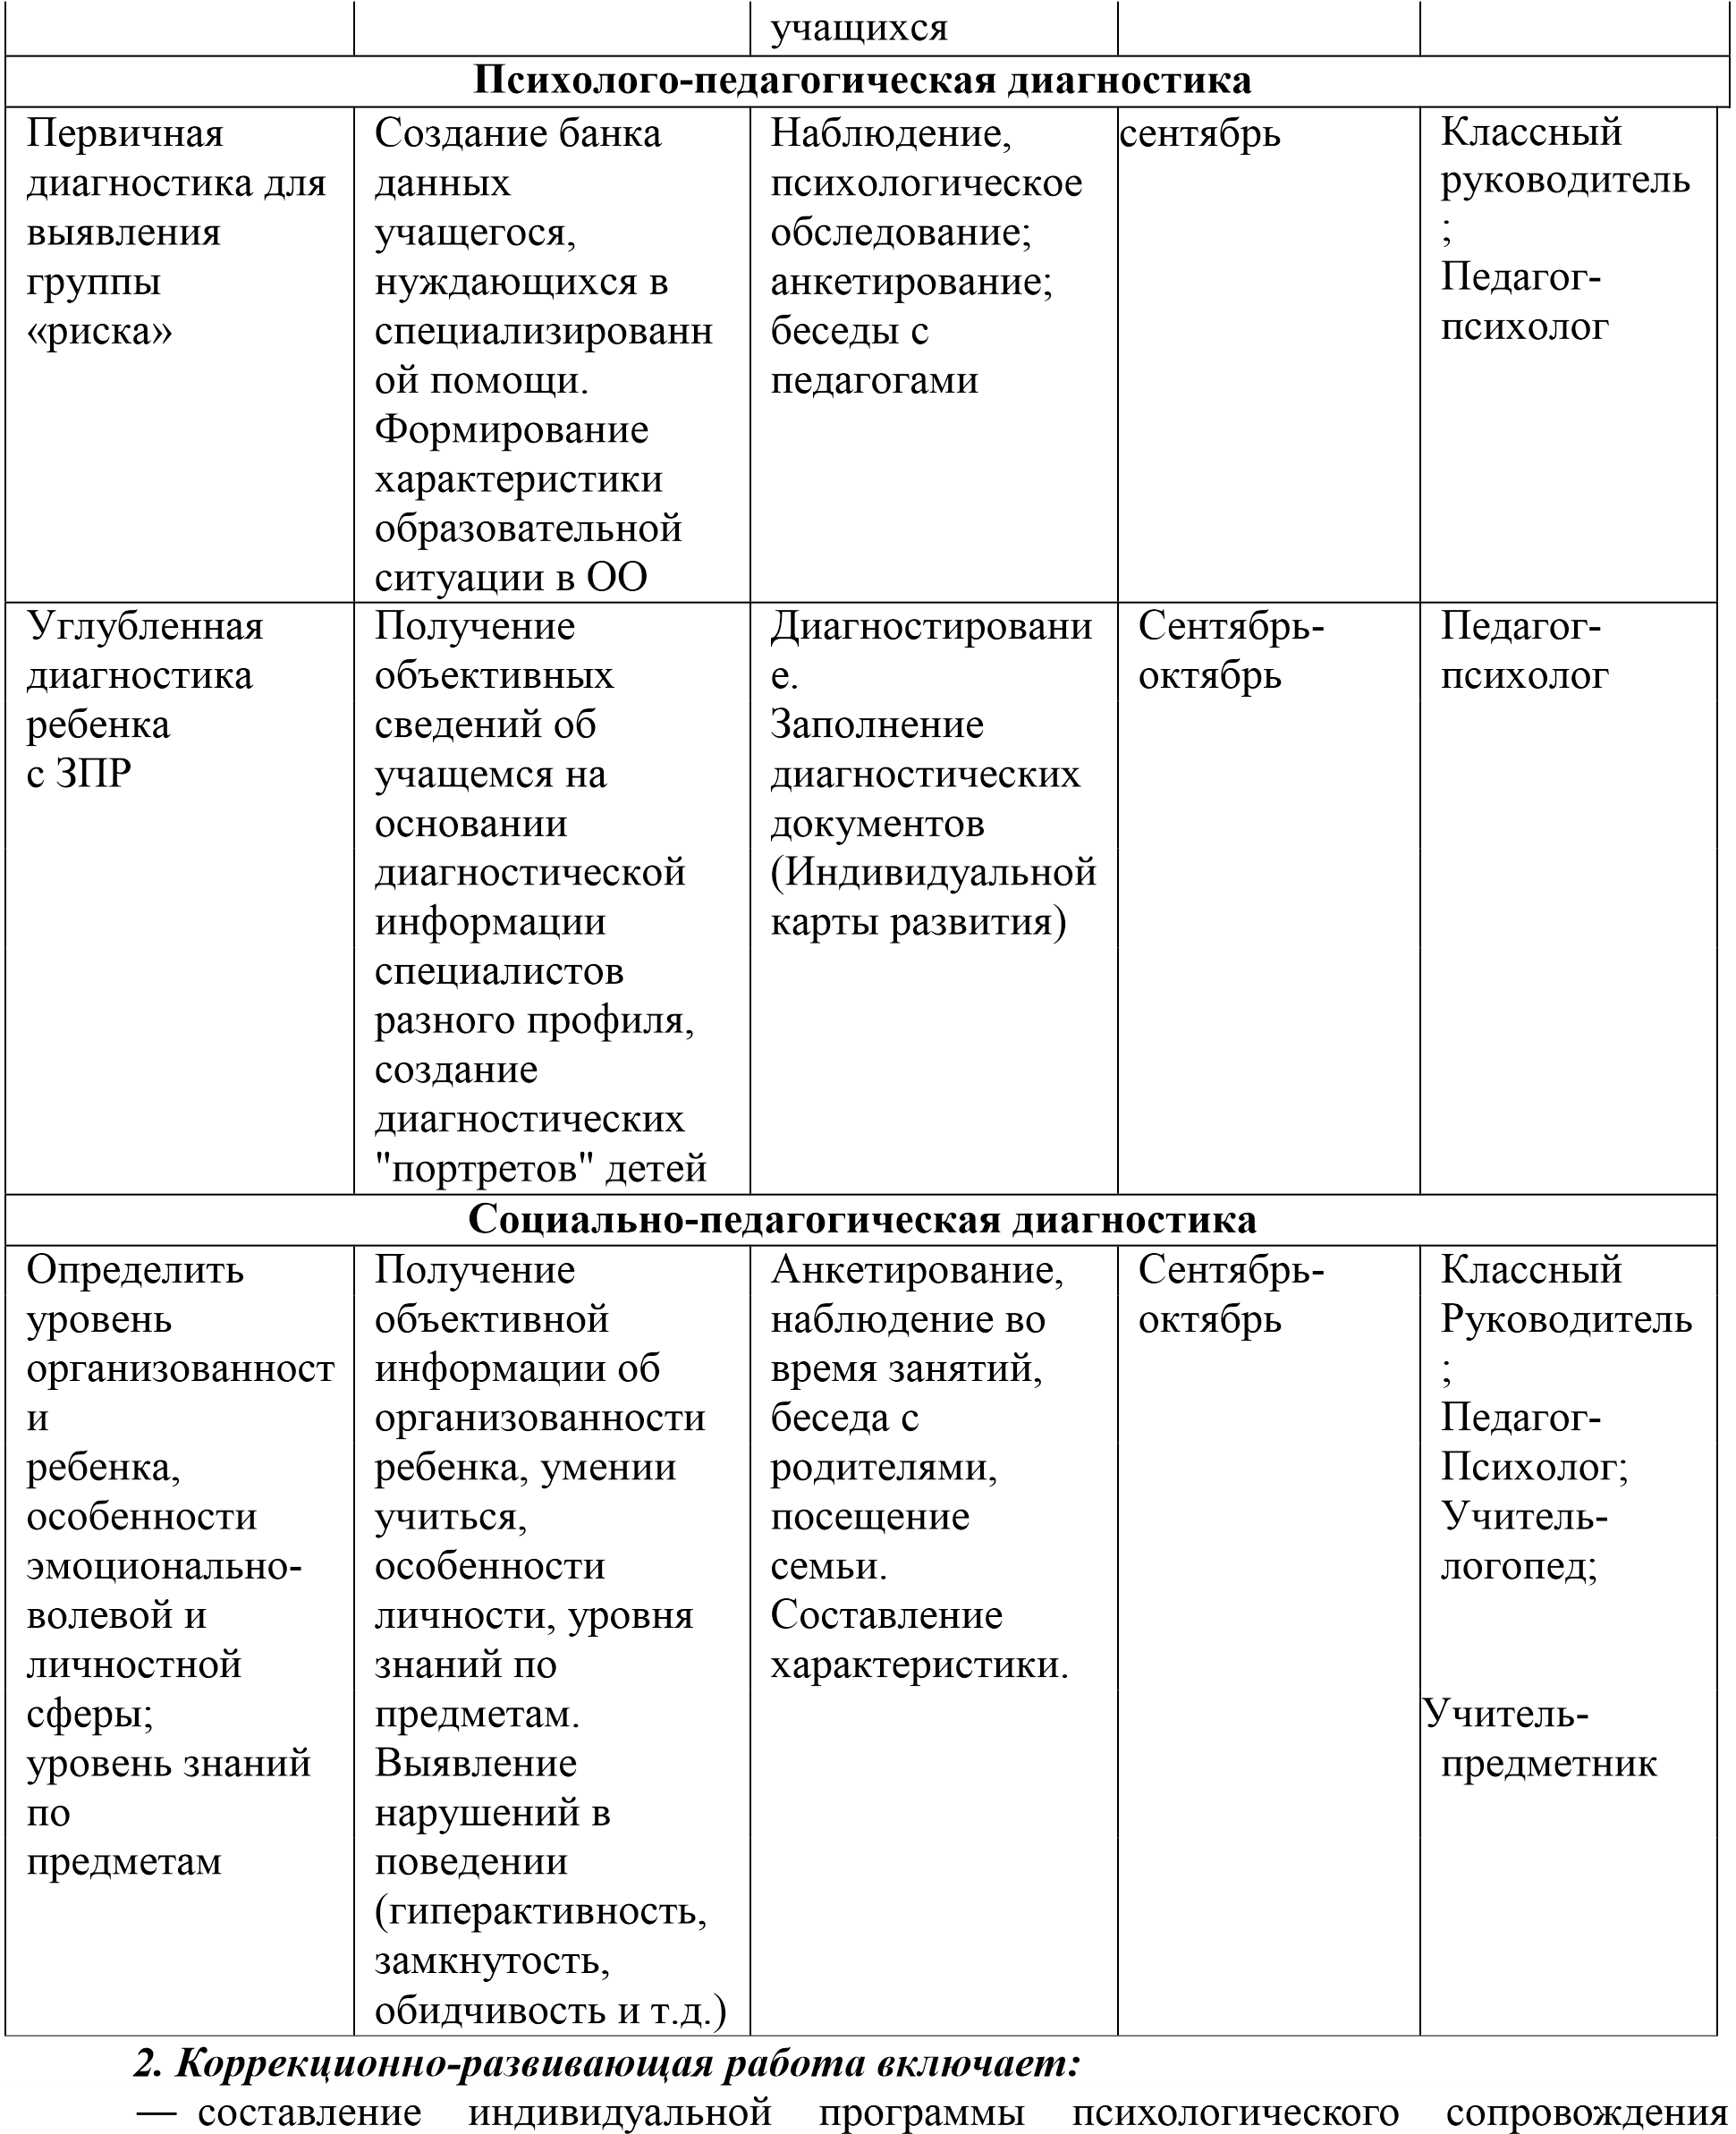 учащихся
Психолого-педагогическая диагностика
Первичная
диагностика для
выявления
группы
«риска»
Создание банка
данных
учащегося,
нуждающихся в
специализированн
ой помощи.
Формирование
характеристики
образовательной
ситуации в ОО
Наблюдение,
психологическое
обследование;
анкетирование;
беседы с
педагогами
сентябрь
Классный
руководитель
;
Педагог-
психолог
Углубленная
диагностика
ребенка
с ЗПР
Получение
объективных
сведений об
учащемся на
основании
диагностической
информации
специалистов
разного профиля,
создание
диагностических
"портретов" детей
Диагностировани
е.
Заполнение
диагностических
документов
(Индивидуальной
карты развития)
Сентябрь-
октябрь
Педагог-
психолог
Социально-педагогическая диагностика
Определить
уровень
организованност
и
ребенка,
особенности
эмоционально-
волевой и
личностной
сферы;
уровень знаний
по
предметам
Получение
объективной
информации об
организованности
ребенка, умении
учиться,
особенности
личности, уровня
знаний по
предметам.
Выявление
нарушений в
поведении
(гиперактивность,
замкнутость,
обидчивость и т.д.)
Анкетирование,
наблюдение во
время занятий,
беседа с
родителями,
посещение
семьи.
Составление
характеристики.
Сентябрь-
октябрь
Классный
Руководитель
;
Педагог-
Психолог;
Учитель-
логопед;
Учитель-
предметник
2. Коррекционно-развивающая работа включает:
— составление индивидуальной программы психологического сопровождения